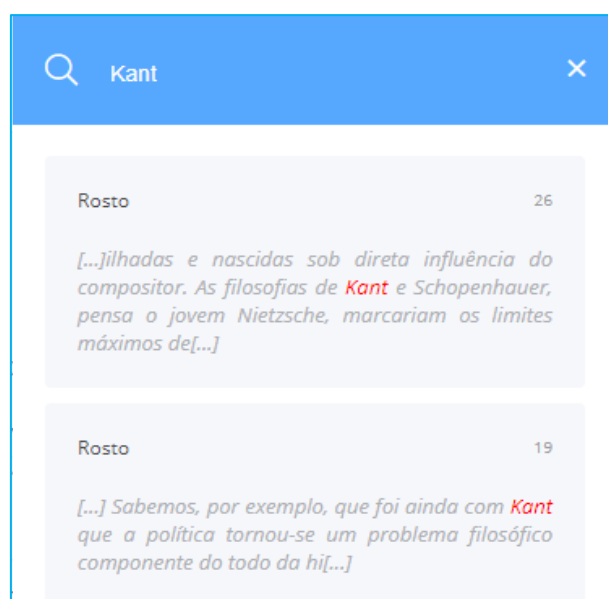 Kant
Rosto 26
[...]ilhadas e nascidas sob direta influência do
compositor. As filosofias de Kant e Schopenhauer,
pensa o jovem Nietzsche, marcariam os limites
máximos de[...]
Rosto 19
[...] Sabemos, por exemplo, que foi ainda com Kant
que a política tornou-se um problema filosófico
componente do todo da hi[...]